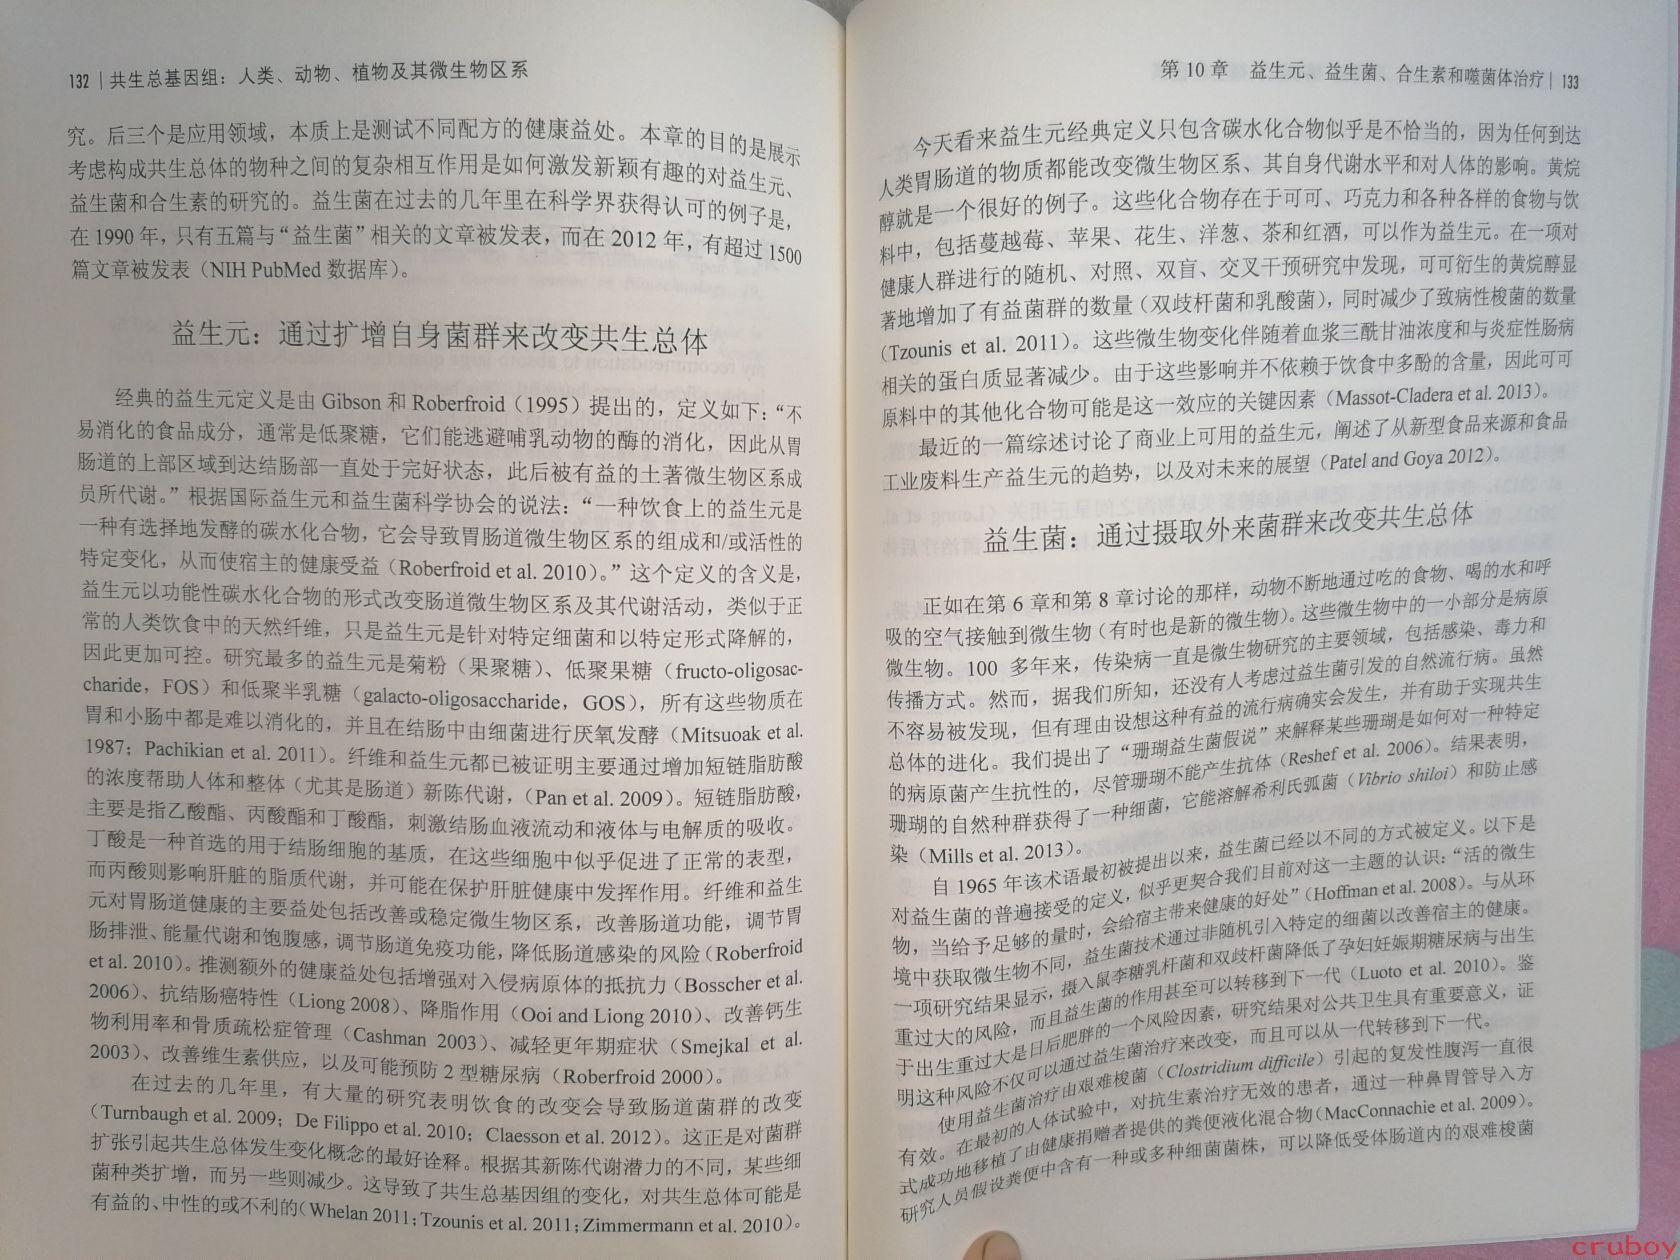 132 | 共生总基因组：人类、动物、植物及其微生物区系
究。后三个是应用领域，本质上是测试不同配方的健康益处。本章的目的是展示
考虑构成共生总体的物种之间的复杂相互作用是如何激发新颖有趣的对益生元、
益生菌和合生素的研究的。益生菌在过去的几年里在科学界获得认可的例子是，
在 1990 年，只有五篇与“益生菌”相关的文章被发表，而在 2012 年，有超过 1500
篇文章被发表（NIH PubMed 数据库）。
益生元：通过扩增自身菌群来改变共生总体
经典的益生元定义是由 Gibson 和 Roberfroid（1995）提出的，定义如下：“不
易消化的食品成分，通常是低聚糖，它们能逃避哺乳动物的酶的消化，因此从胃
肠道的上部区域到达结肠部一直处于完好状态，此后被有益的土著微生物区系成
员所代谢。”根据国际益生元和益生菌科学协会的说法：“一种饮食上的益生元是
一种有选择地发酵的碳水化合物，它会导致胃肠道微生物区系的组成和/或活性的
特定变化，从而使宿主的健康受益（Roberfroid et al. 2010）。”这个定义的含义是，
益生元以功能性碳水化合物的形式改变肠道微生物区系及其代谢活动，类似于正
常的人类饮食中的天然纤维，只是益生元是针对特定细菌和以特定形式降解的，
因此更加可控。研究最多的益生元是菊粉（果聚糖）、低聚果糖（fructo-oligosac-
charide，FOS）和低聚半乳糖（galacto-oligosaccharide，GOS），所有这些物质在
胃和小肠中都是难以消化的，并且在结肠中由细菌进行厌氧发酵（Mitsuoak et al.
1987；Pachikian et al. 2011）。纤维和益生元都已被证明主要通过增加短链脂肪酸
的浓度帮助人体和整体（尤其是肠道）新陈代谢，（Pan et al. 2009）。短链脂肪酸，
主要是指乙酸酯、丙酸酯和丁酸酯，刺激结肠血液流动和液体与电解质的吸收。
丁酸是一种首选的用于结肠细胞的基质，在这些细胞中似乎促进了正常的表型，
而丙酸则影响肝脏的脂质代谢，并可能在保护肝脏健康中发挥作用。纤维和益生
元对胃肠道健康的主要益处包括改善或稳定微生物区系，改善肠道功能，调节胃
肠排泄、能量代谢和饱腹感，调节肠道免疫功能，降低肠道感染的风险（Roberfroid
et al. 2010）。推测额外的健康益处包括增强对入侵病原体的抵抗力（Bosscher et al.
2006）、抗结肠癌特性（Liong 2008）、降脂作用（Ooi and Liong 2010）、改善钙生
物利用率和骨质疏松症管理（Cashman 2003）、减轻更年期症状（Smejkal et al.
2003）、改善维生素供应，以及可能预防 2 型糖尿病（Roberfroid 2000）。
在过去的几年里，有大量的研究表明饮食的改变会导致肠道菌群的改变
（Turnbaugh et al. 2009；De Filippo et al. 2010；Claesson et al. 2012）。这正是对菌群
扩张引起共生总体发生变化概念的最好诠释。根据其新陈代谢潜力的不同，某些细
菌种类扩增，而另一些则减少。这导致了共生总基因组的变化，对共生总体可能是
有益的、中性的或不利的（Whelan 2011；Tzounis et al. 2011；Zimmermann et al. 2010）。
第 10 章 益生元、益生菌、合生素和噬菌体治疗 | 133
今天看来益生元经典定义只包含碳水化合物似乎是不恰当的，因为任何到达
人类胃肠道的物质都能改变微生物区系、其自身代谢水平和对人体的影响。黄烷
醇就是一个很好的例子。这些化合物存在于可可、巧克力和各种各样的食物与饮
料中，包括蔓越莓、苹果、花生、洋葱、茶和红酒，可以作为益生元。在一项对
健康人群进行的随机、对照、双盲、交叉干预研究中发现，可可衍生的黄烷醇显
著地增加了有益菌群的数量（双歧杆菌和乳酸菌），同时减少了致病性梭菌的数量
（Tzounis et al. 2011）。这些微生物变化伴随着血浆三酰甘油浓度和与炎症性肠病
相关的蛋白质显著减少。由于这些影响并不依赖于饮食中多酚的含量，因此可可
原料中的其他化合物可能是这一效应的关键因素（Massot-Cladera et al. 2013）。
最近的一篇综述讨论了商业上可用的益生元，阐述了从新型食品来源和食品
工业废料生产益生元的趋势，以及对未来的展望（Patel and Goya 2012）。
益生菌：通过摄取外来菌群来改变共生总体
正如在第 6 章和第 8 章讨论的那样，动物不断地通过吃的食物、喝的水和呼
吸的空气接触到微生物（有时也是新的微生物）。这些微生物中的一小部分是病原
微生物。100 多年来，传染病一直是微生物研究的主要领域，包括感染、毒力和
传播方式。然而，据我们所知，还没有人考虑过益生菌引发的自然流行病。虽然
不容易被发现，但有理由设想这种有益的流行病确实会发生，并有助于实现共生
总体的进化。我们提出了“珊瑚益生菌假说”来解释某些珊瑚是如何对一种特定
的病原菌产生抗性的，尽管珊瑚不能产生抗体（Reshef et al. 2006）。结果表明，
珊瑚的自然种群获得了一种细菌，它能溶解希利氏弧菌（Vibrio shiloi）和防止感
染（Mills et al. 2013）。
自 1965 年该术语最初被提出以来，益生菌已经以不同的方式被定义。以下是
对益生菌的普遍接受的定义，似乎更契合我们目前对这一主题的认识：“活的微生
物，当给予足够的量时，会给宿主带来健康的好处”（Hoffman et al. 2008）。与从环
境中获取微生物不同，益生菌技术通过非随机引入特定的细菌以改善宿主的健康。
一项研究结果显示，摄入鼠李糖乳杆菌和双歧杆菌降低了孕妇妊娠期糖尿病与出生
重过大的风险，而且益生菌的作用甚至可以转移到下一代（Luoto et al. 2010）。鉴
于出生重过大是日后肥胖的一个风险因素，研究结果对公共卫生具有重要意义，证
明这种风险不仅可以通过益生菌治疗来改变，而且可以从一代转移到下一代。
使用益生菌治疗由艰难梭菌（Clostridium difficile）引起的复发性腹泻一直很
有效。在最初的人体试验中，对抗生素治疗无效的患者，通过一种鼻胃管导入方
式成功地移植了由健康捐赠者提供的粪便液化混合物（MacConnachie et al. 2009）。
研究人员假设粪便中含有一种或多种细菌菌株，可以降低受体肠道内的艰难梭菌
cruboy